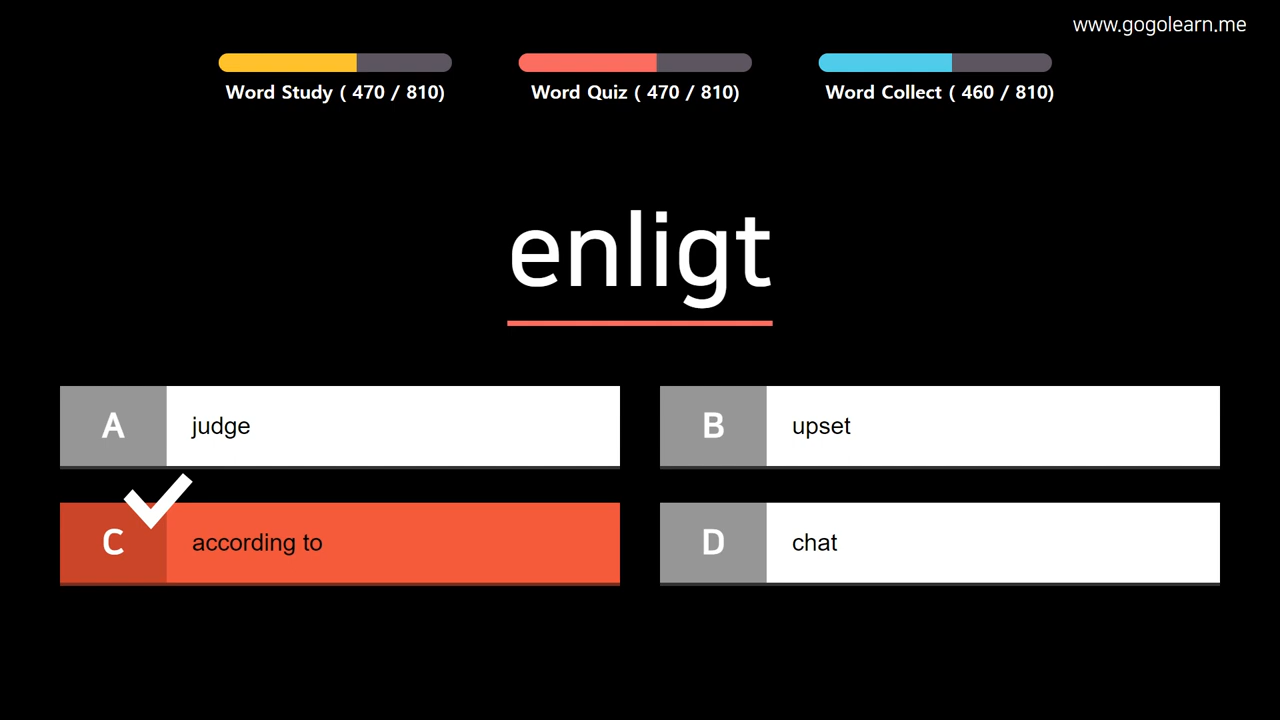 www.gogolearn.me
Word Study ( 470 / 810)
Word Quiz ( 470 / 810)
Word Collect ( 460 / 810)
enligt
A judge
B upset
C according to
D chat